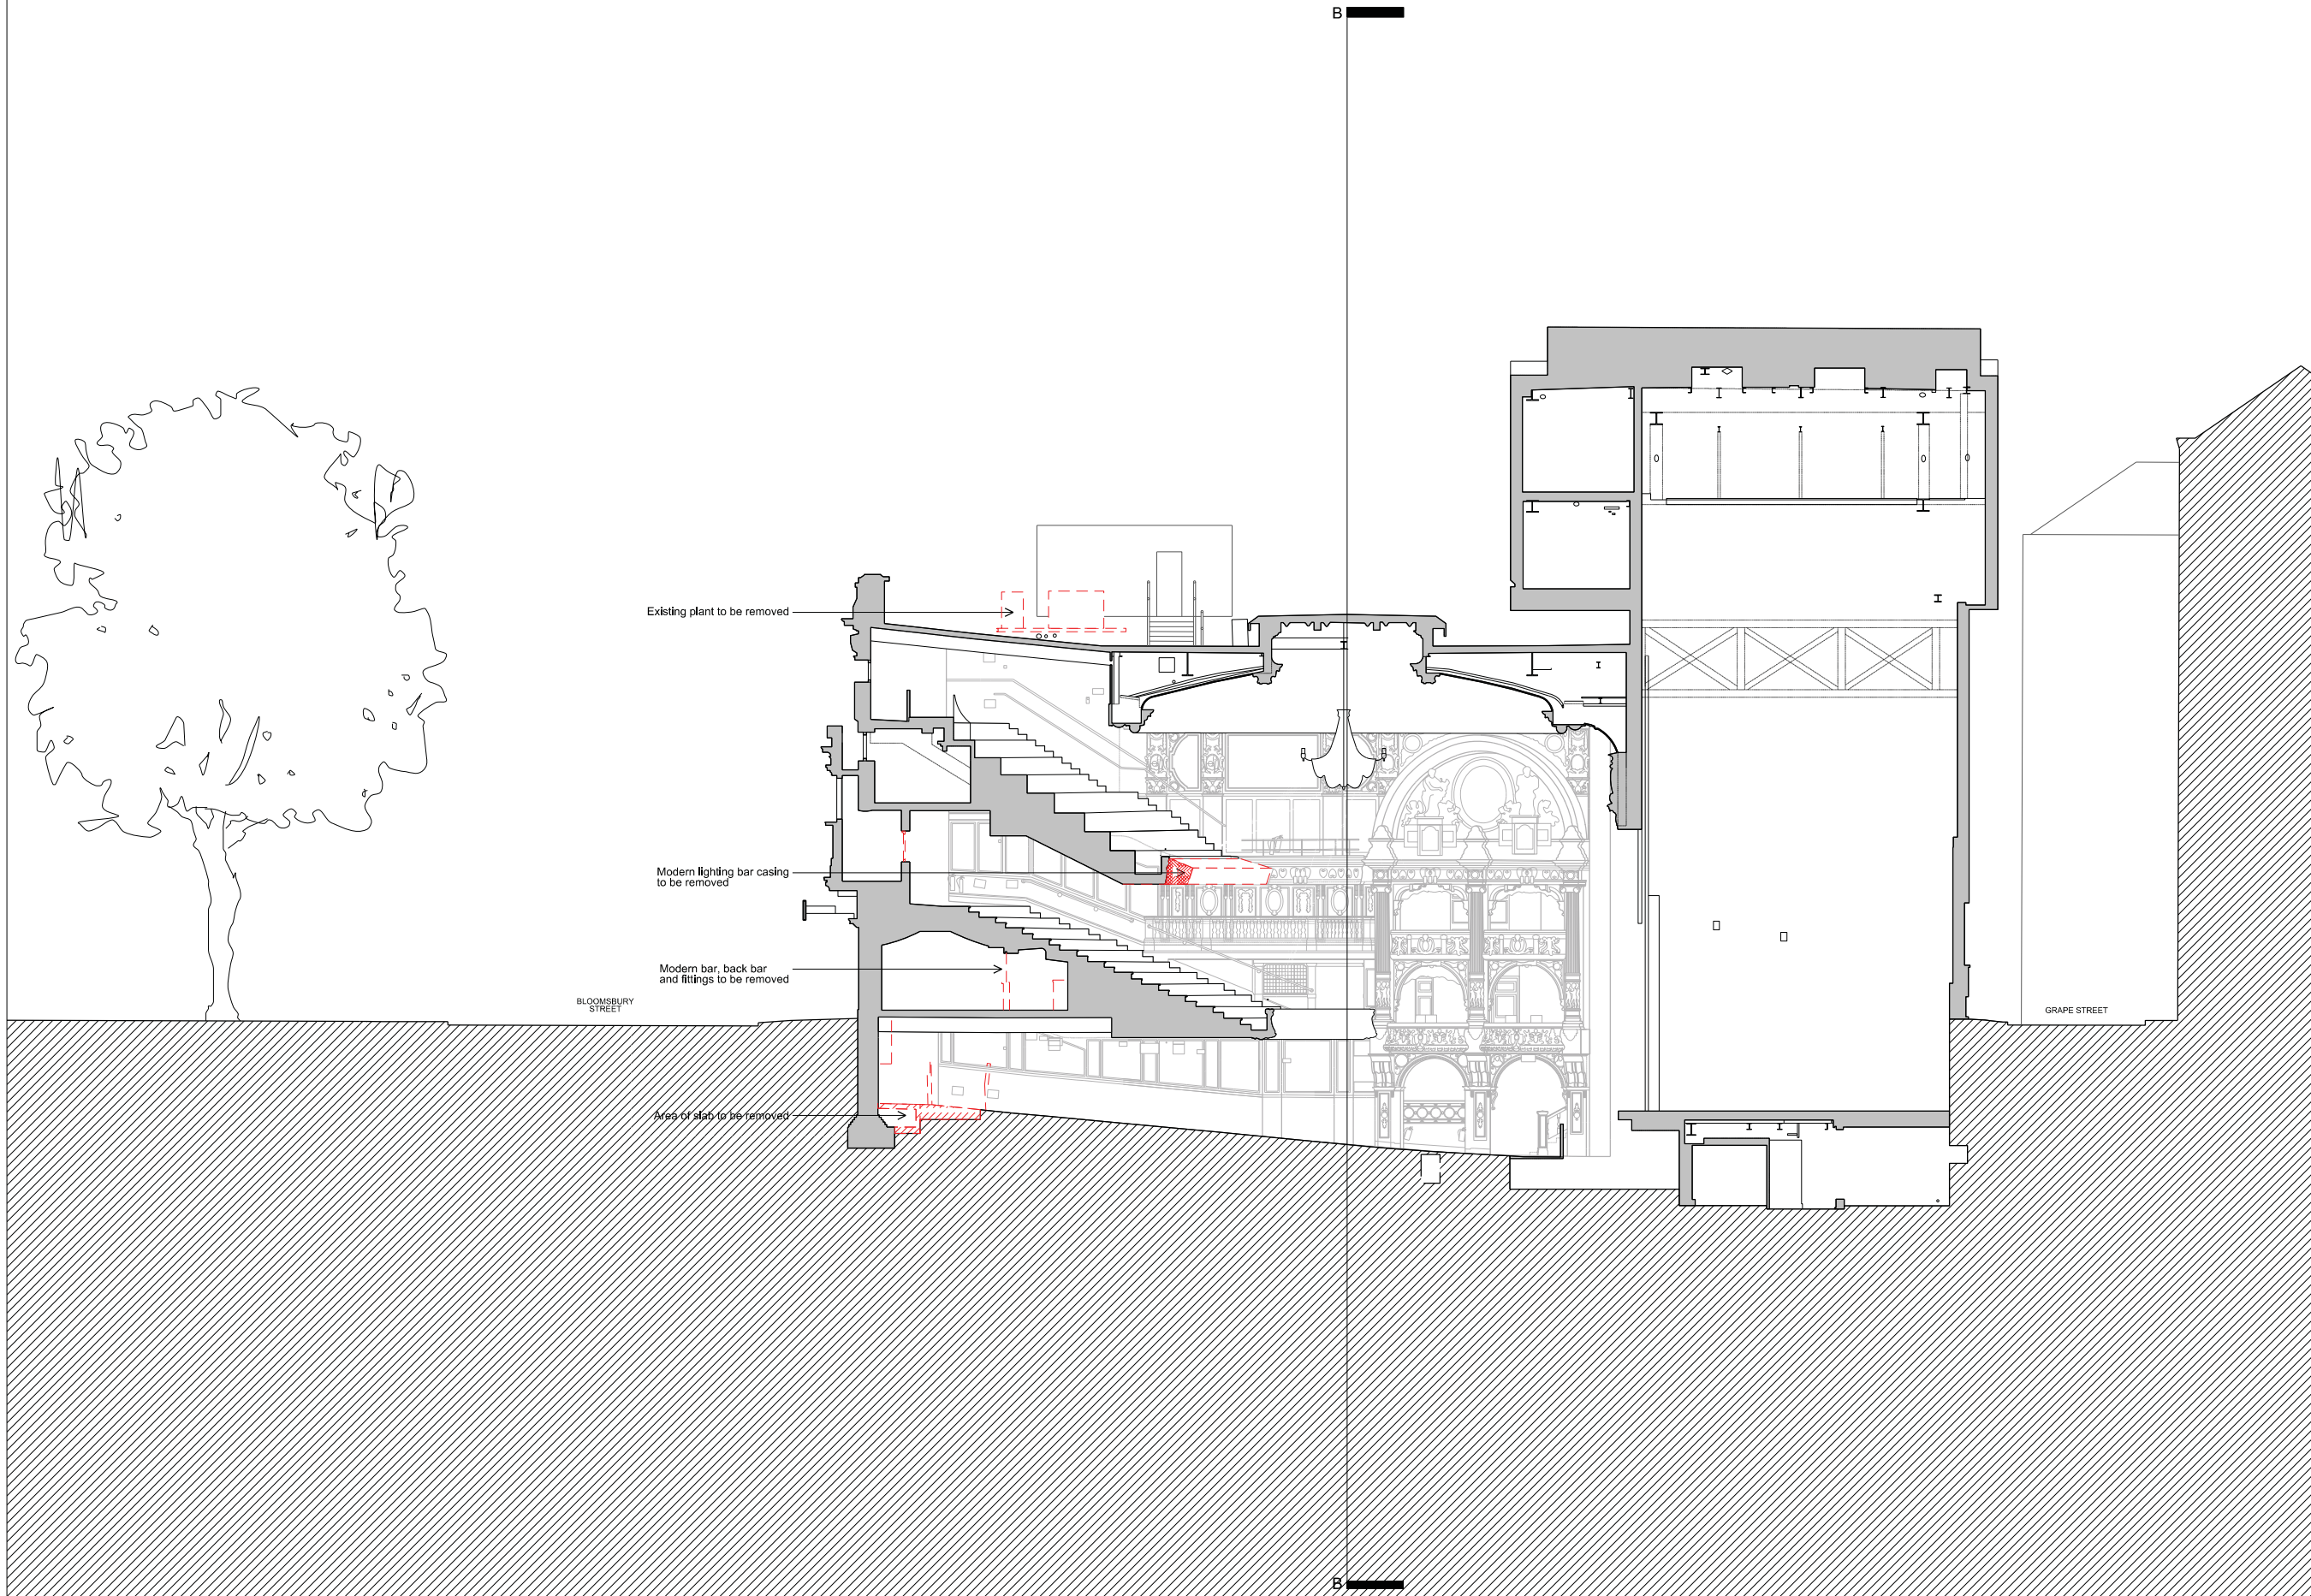 B
Existing plant to be removed
Modern lighting bar casing
to be removed
Modern bar, back bar
and fittings to be removed
BLOOMSBURY
STREET
GRAPE STREET
Area of slab to be removed
B